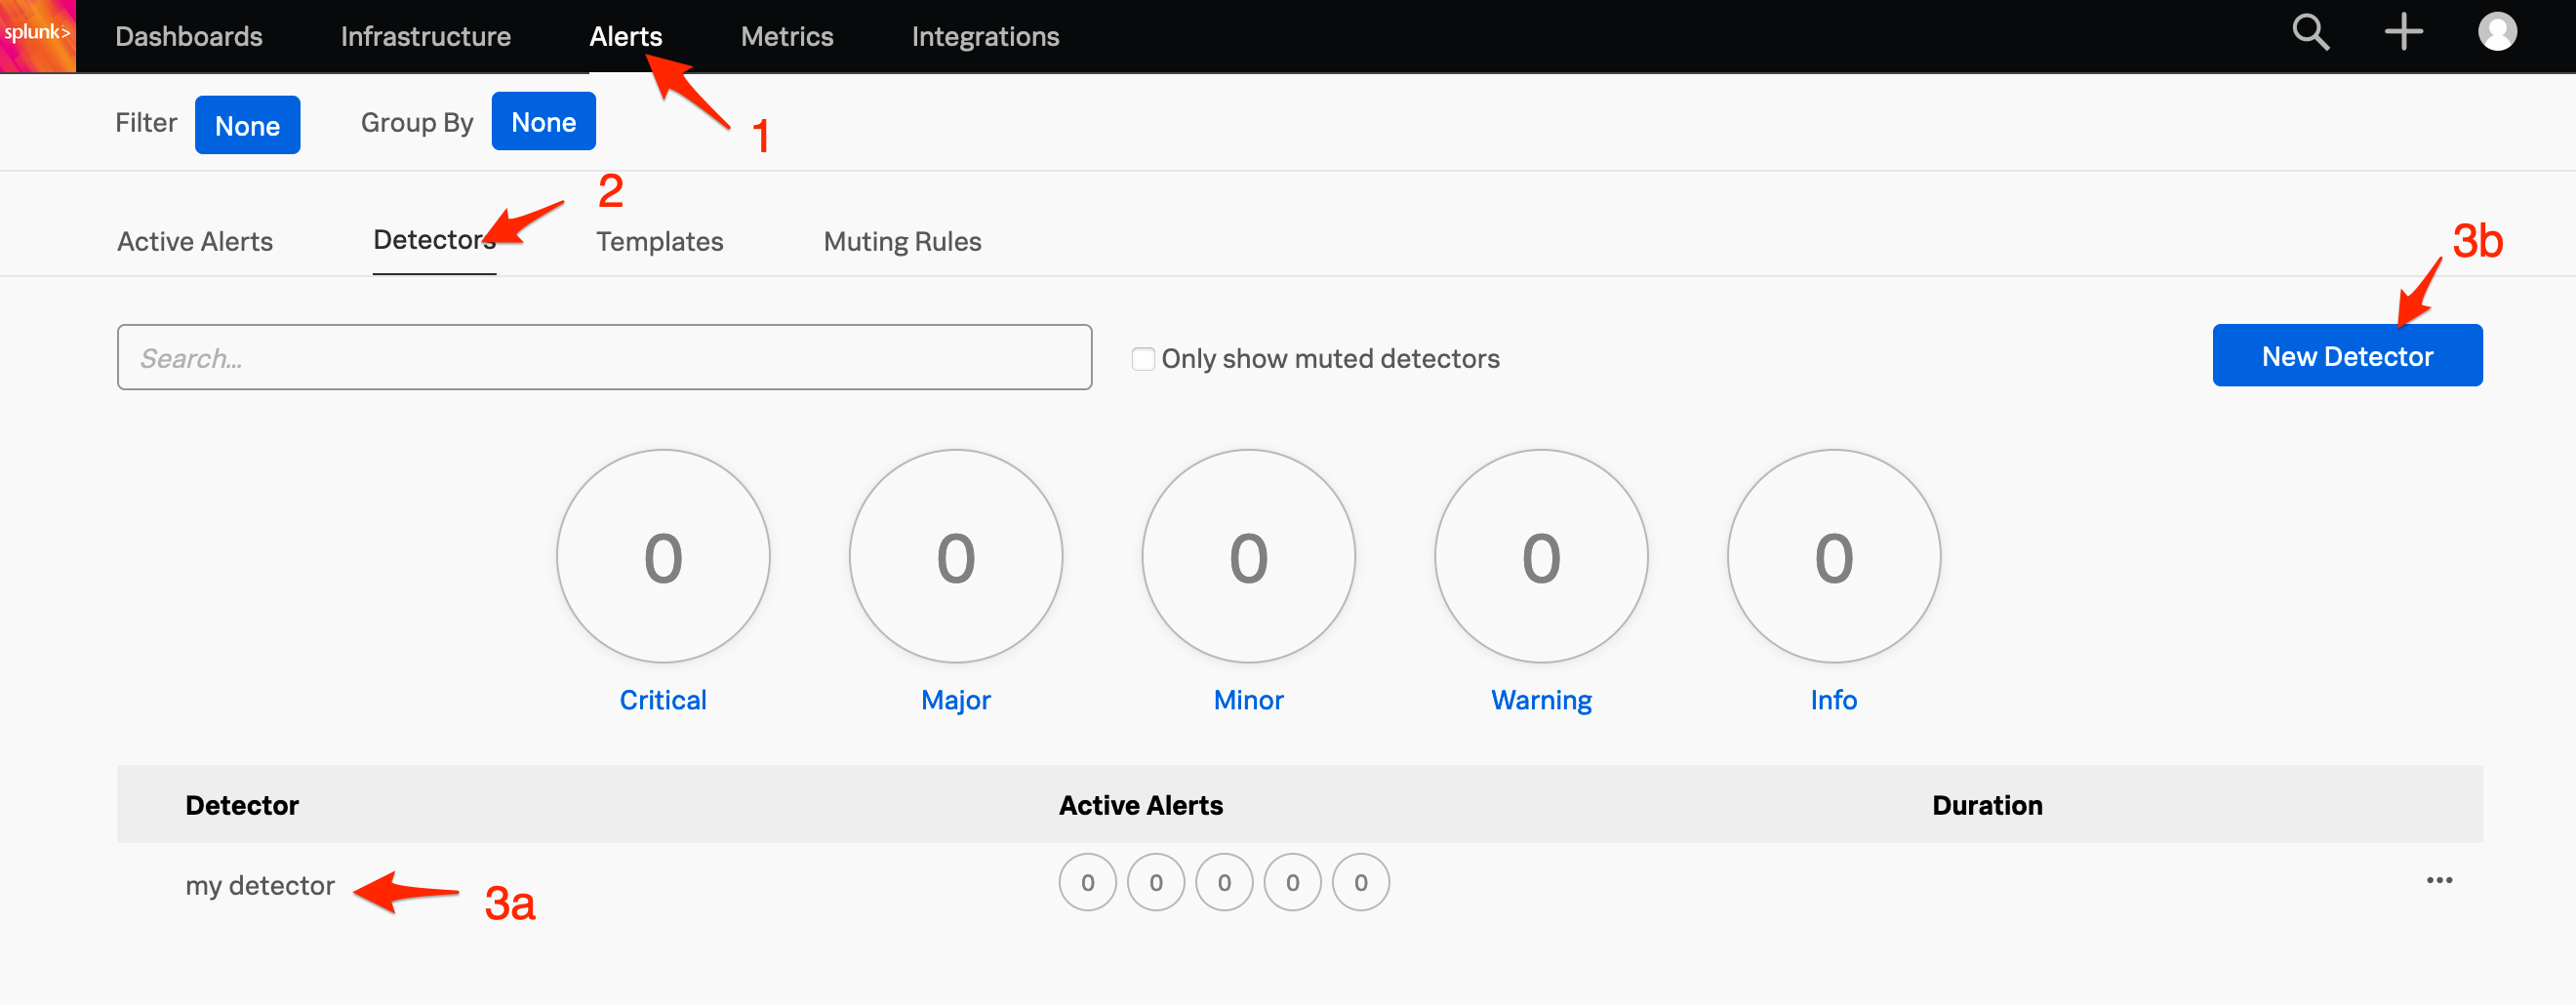 splunk> Dashboards Infrastructure Alerts Metrics Integrations
Filter None Group By None
1
2
Active Alerts Detectors Templates Muting Rules
3b
Search... Only show muted detectors New Detector
0 0 0 0 0
Critical Major Minor Warning Info
Detector Active Alerts Duration
my detector 0 0 0 0 0 •••
3a